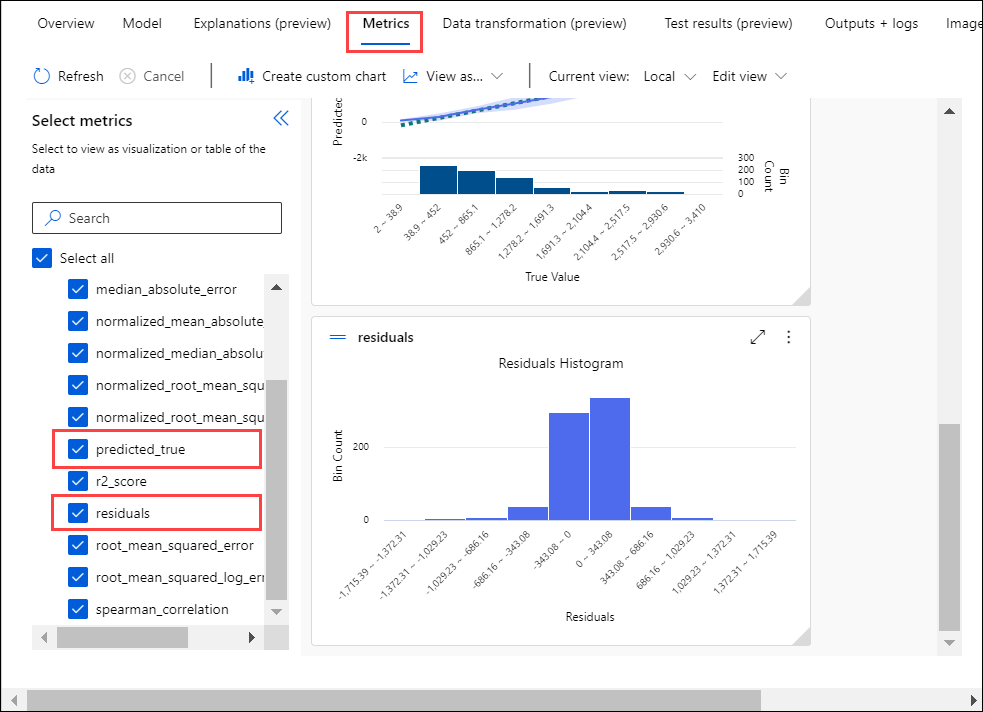 Overview Model Explanations (preview) Metrics Data transformation (preview) Test results (preview) Outputs + logs Image
Refresh Cancel Create custom chart View as... Current view: Local Edit view
Select metrics
Select to view as visualization or table of the
data
Search
Select all
median_absolute_error
normalized_mean_absolute
normalized_median_absolu
normalized_root_mean_squ
normalized_root_mean_squ
predicted_true
r2_score
residuals
root_mean_squared_error
root_mean_squared_log_err
spearman_correlation
Predicted
0
-2k
300
200
100
0
Bin
Count
2 ~ 38.9
38.9 ~ 452
452 ~ 865.1
865.1 ~ 1,278.2
1,278.2 ~ 1,691.3
1,691.3 ~ 2,104.4
2,104.4 ~ 2,517.5
2,517.5 ~ 2,930.6
2,930.6 ~ 3,410
True Value
residuals
Residuals Histogram
Bin Count
200
0
-1,715.39 ~ -1,372.31
-1,372.31 ~ -1,029.23
-1,029.23 ~ -686.16
-686.16 ~ -343.08
-343.08 ~ 0
0 ~ 343.08
343.08 ~ 686.16
686.16 ~ 1,029.23
1,029.23 ~ 1,372.31
1,372.31 ~ 1,715.39
Residuals